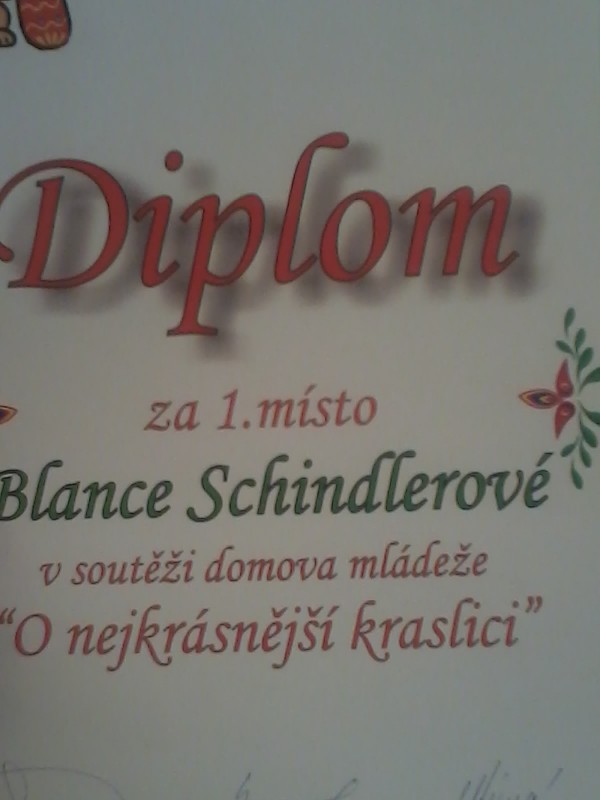 Diplom
za 1.místo
Blance Schindlerové
v soutěži domova mládeže
“O nejkrásnější kraslici”